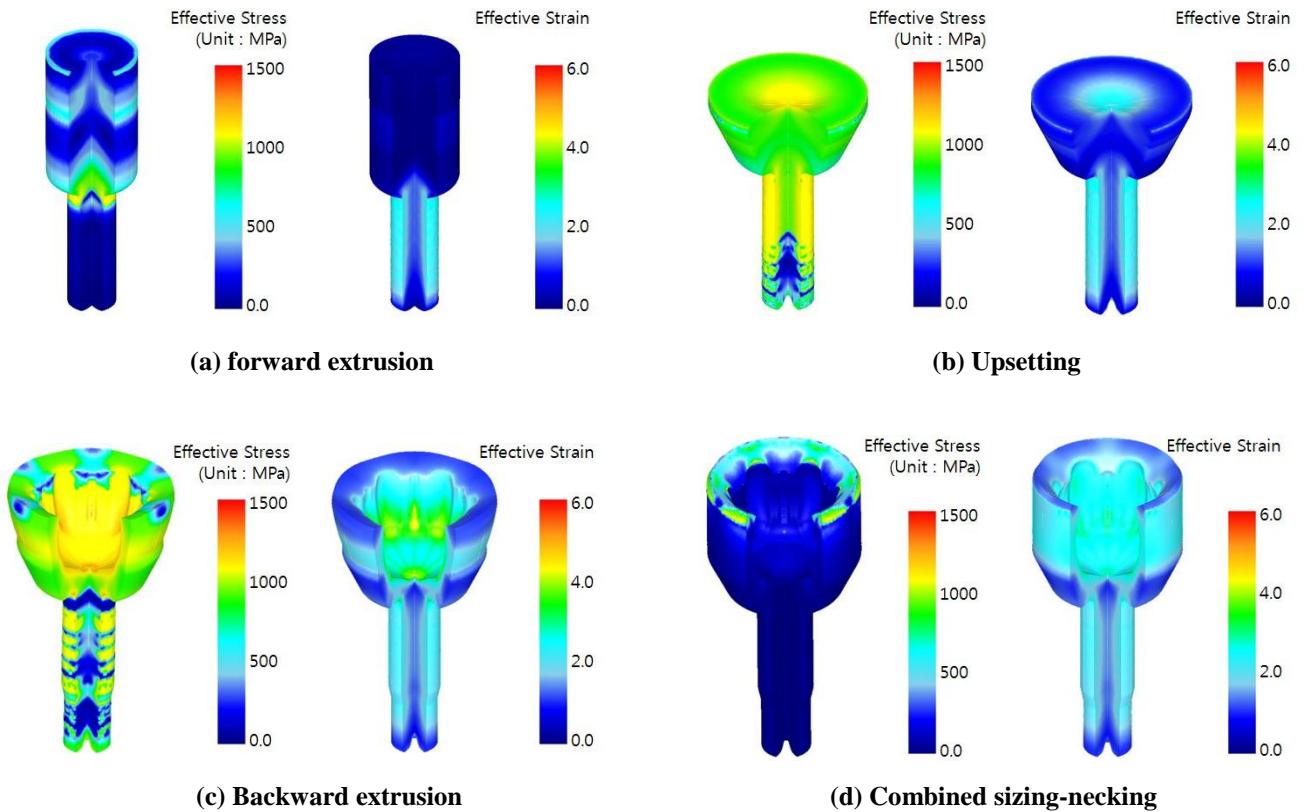 Effective Stress
(Unit : MPa)
1500
1000
500
0.0
Effective Strain
6.0
4.0
2.0
0.0
(a) forward extrusion
Effective Stress
(Unit : MPa)
1500
1000
500
0.0
Effective Strain
6.0
4.0
2.0
0.0
(b) Upsetting
Effective Stress
(Unit : MPa)
1500
1000
500
0.0
Effective Strain
6.0
4.0
2.0
0.0
(c) Backward extrusion
Effective Stress
(Unit : MPa)
1500
1000
500
0.0
Effective Strain
6.0
4.0
2.0
0.0
(d) Combined sizing-necking